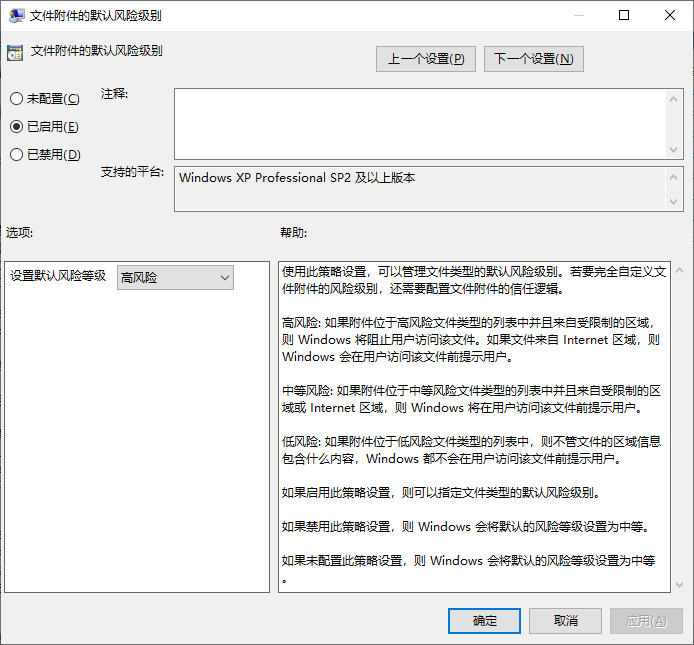 文件附件的默认风险级别
文件附件的默认风险级别
上一个设置(P)
下一个设置(N)
未配置(C)
注释:
已启用(E)
已禁用(D)
支持的平台:
Windows XP Professional SP2 及以上版本
选项:
帮助:
设置默认风险等级
高风险
使用此策略设置，可以管理文件类型的默认风险级别。若要完全自定义文
件附件的风险级别，还需要配置文件附件的信任逻辑。
高风险: 如果附件位于高风险文件类型的列表中并且来自受限制的区域，
则 Windows 将阻止用户访问该文件。如果文件来自 Internet 区域，则
Windows 会在用户访问该文件前提示用户。
中等风险: 如果附件位于中等风险文件类型的列表中并且来自受限制的区
域或 Internet 区域，则 Windows 将在用户访问该文件前提示用户。
低风险: 如果附件位于低风险文件类型的列表中，则不管文件的区域信息
包含什么内容，Windows 都不会在用户访问该文件前提示用户。
如果启用此策略设置，则可以指定文件类型的默认风险级别。
如果禁用此策略设置，则 Windows 会将默认的风险等级设置为中等。
如果未配置此策略设置，则 Windows 会将默认的风险等级设置为中等
。
确定
取消
应用(A)